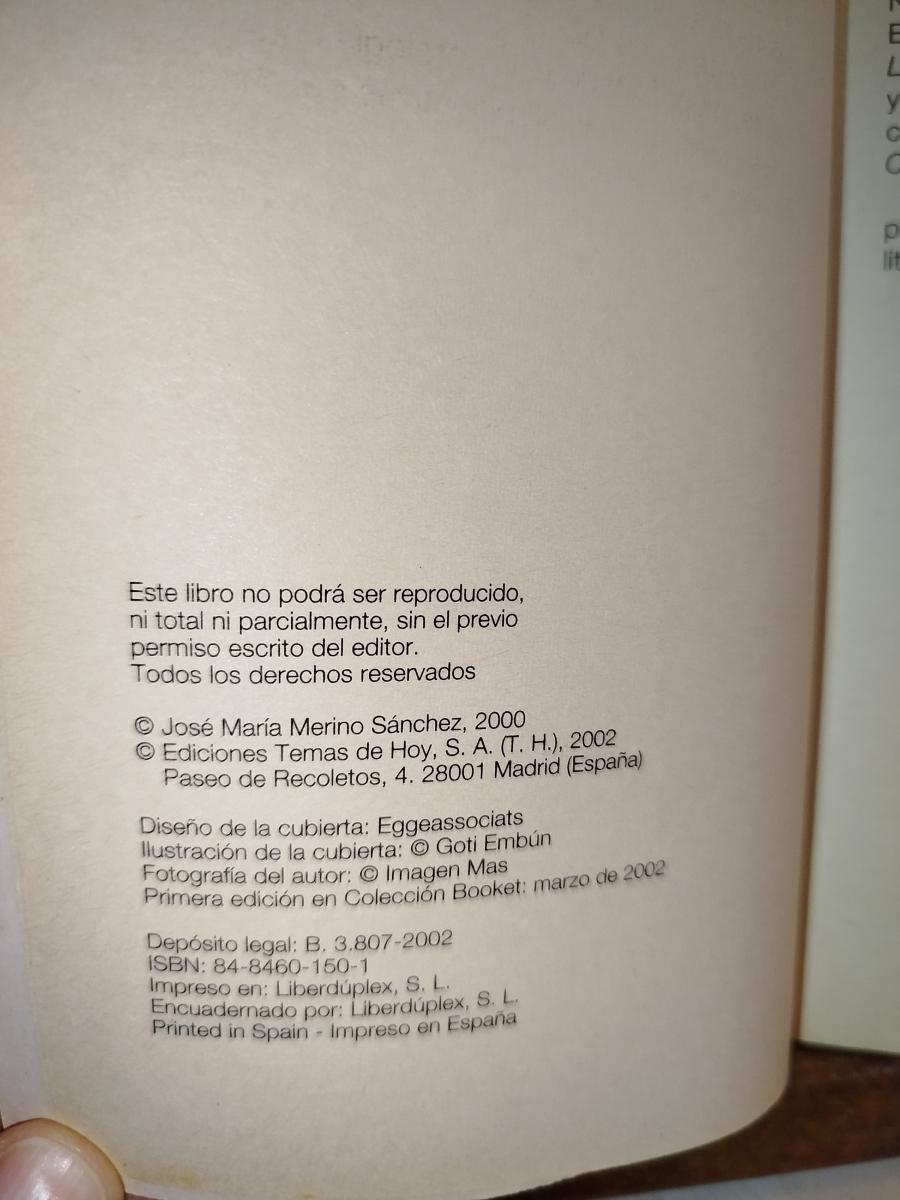 Este libro no podrá ser reproducido,
ni total ni parcialmente, sin el previo
permiso escrito del editor.
Todos los derechos reservados
© José María Merino Sánchez, 2000
© Ediciones Temas de Hoy, S. A. (T. H.), 2002
Paseo de Recoletos, 4. 28001 Madrid (España)
Diseño de la cubierta: Eggeassociats
Ilustración de la cubierta: © Goti Embún
Fotografía del autor: © Imagen Mas
Primera edición en Colección Booket: marzo de 2002
Depósito legal: B. 3.807-2002
ISBN: 84-8460-150-1
Impreso en: Liberdúplex, S. L.
Encuadernado por: Liberdúplex, S. L.
Printed in Spain - Impreso en España